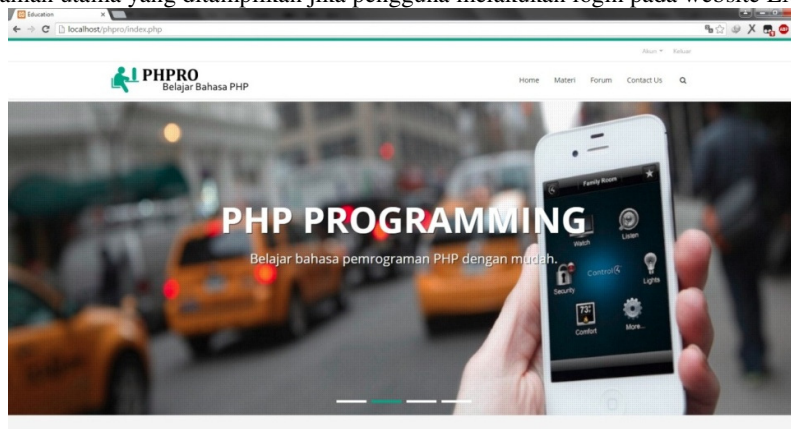 utama yang ditampilkan jika pengguna melakukan login pada website
Education
localhost/phpro/index.php
Akun Keluar
PHPRO
Belajar Bahasa PHP
Home Materi Forum Contact Us
PHP PROGRAMMING
Belajar bahasa pemrograman PHP dengan mudah.
Family Room
Watch Listen
Security Control4 Lights
73°
Comfort More...